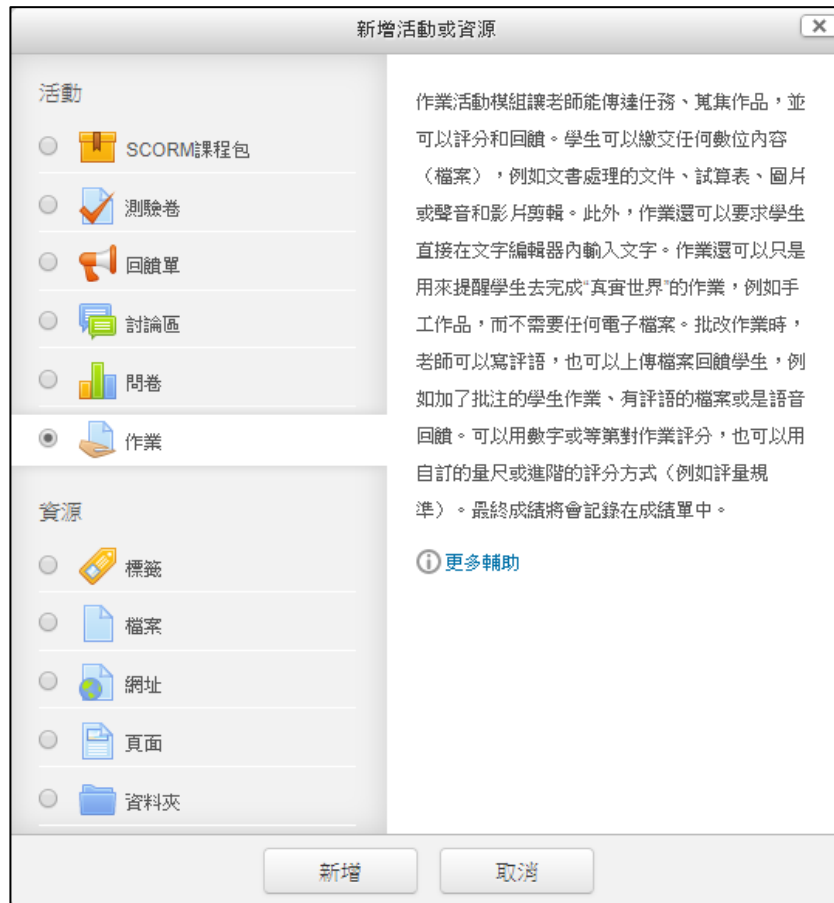 新增活動或資源
活動
SCORM課程包
測驗卷
回饋單
討論區
問卷
作業
資源
標籤
檔案
網址
頁面
資料夾
作業活動模組讓老師能傳達任務、蒐集作品，並
可以評分和回饋。學生可以繳交任何數位內容
（檔案），例如文書處理的文件、試算表、圖片
或聲音和影片剪輯。此外，作業還可以要求學生
直接在文字編輯器內輸入文字。作業還可以只是
用來提醒學生去完成“真實世界”的作業，例如手
工作品，而不需要任何電子檔案。批改作業時，
老師可以寫評語，也可以上傳檔案回饋學生，例
如加了批注的學生作業、有評語的檔案或是語音
回饋。可以用數字或等第對作業評分，也可以用
自訂的量尺或進階的評分方式（例如評量規
準）。最終成績將會記錄在成績單中。
更多輔助
新增
取消